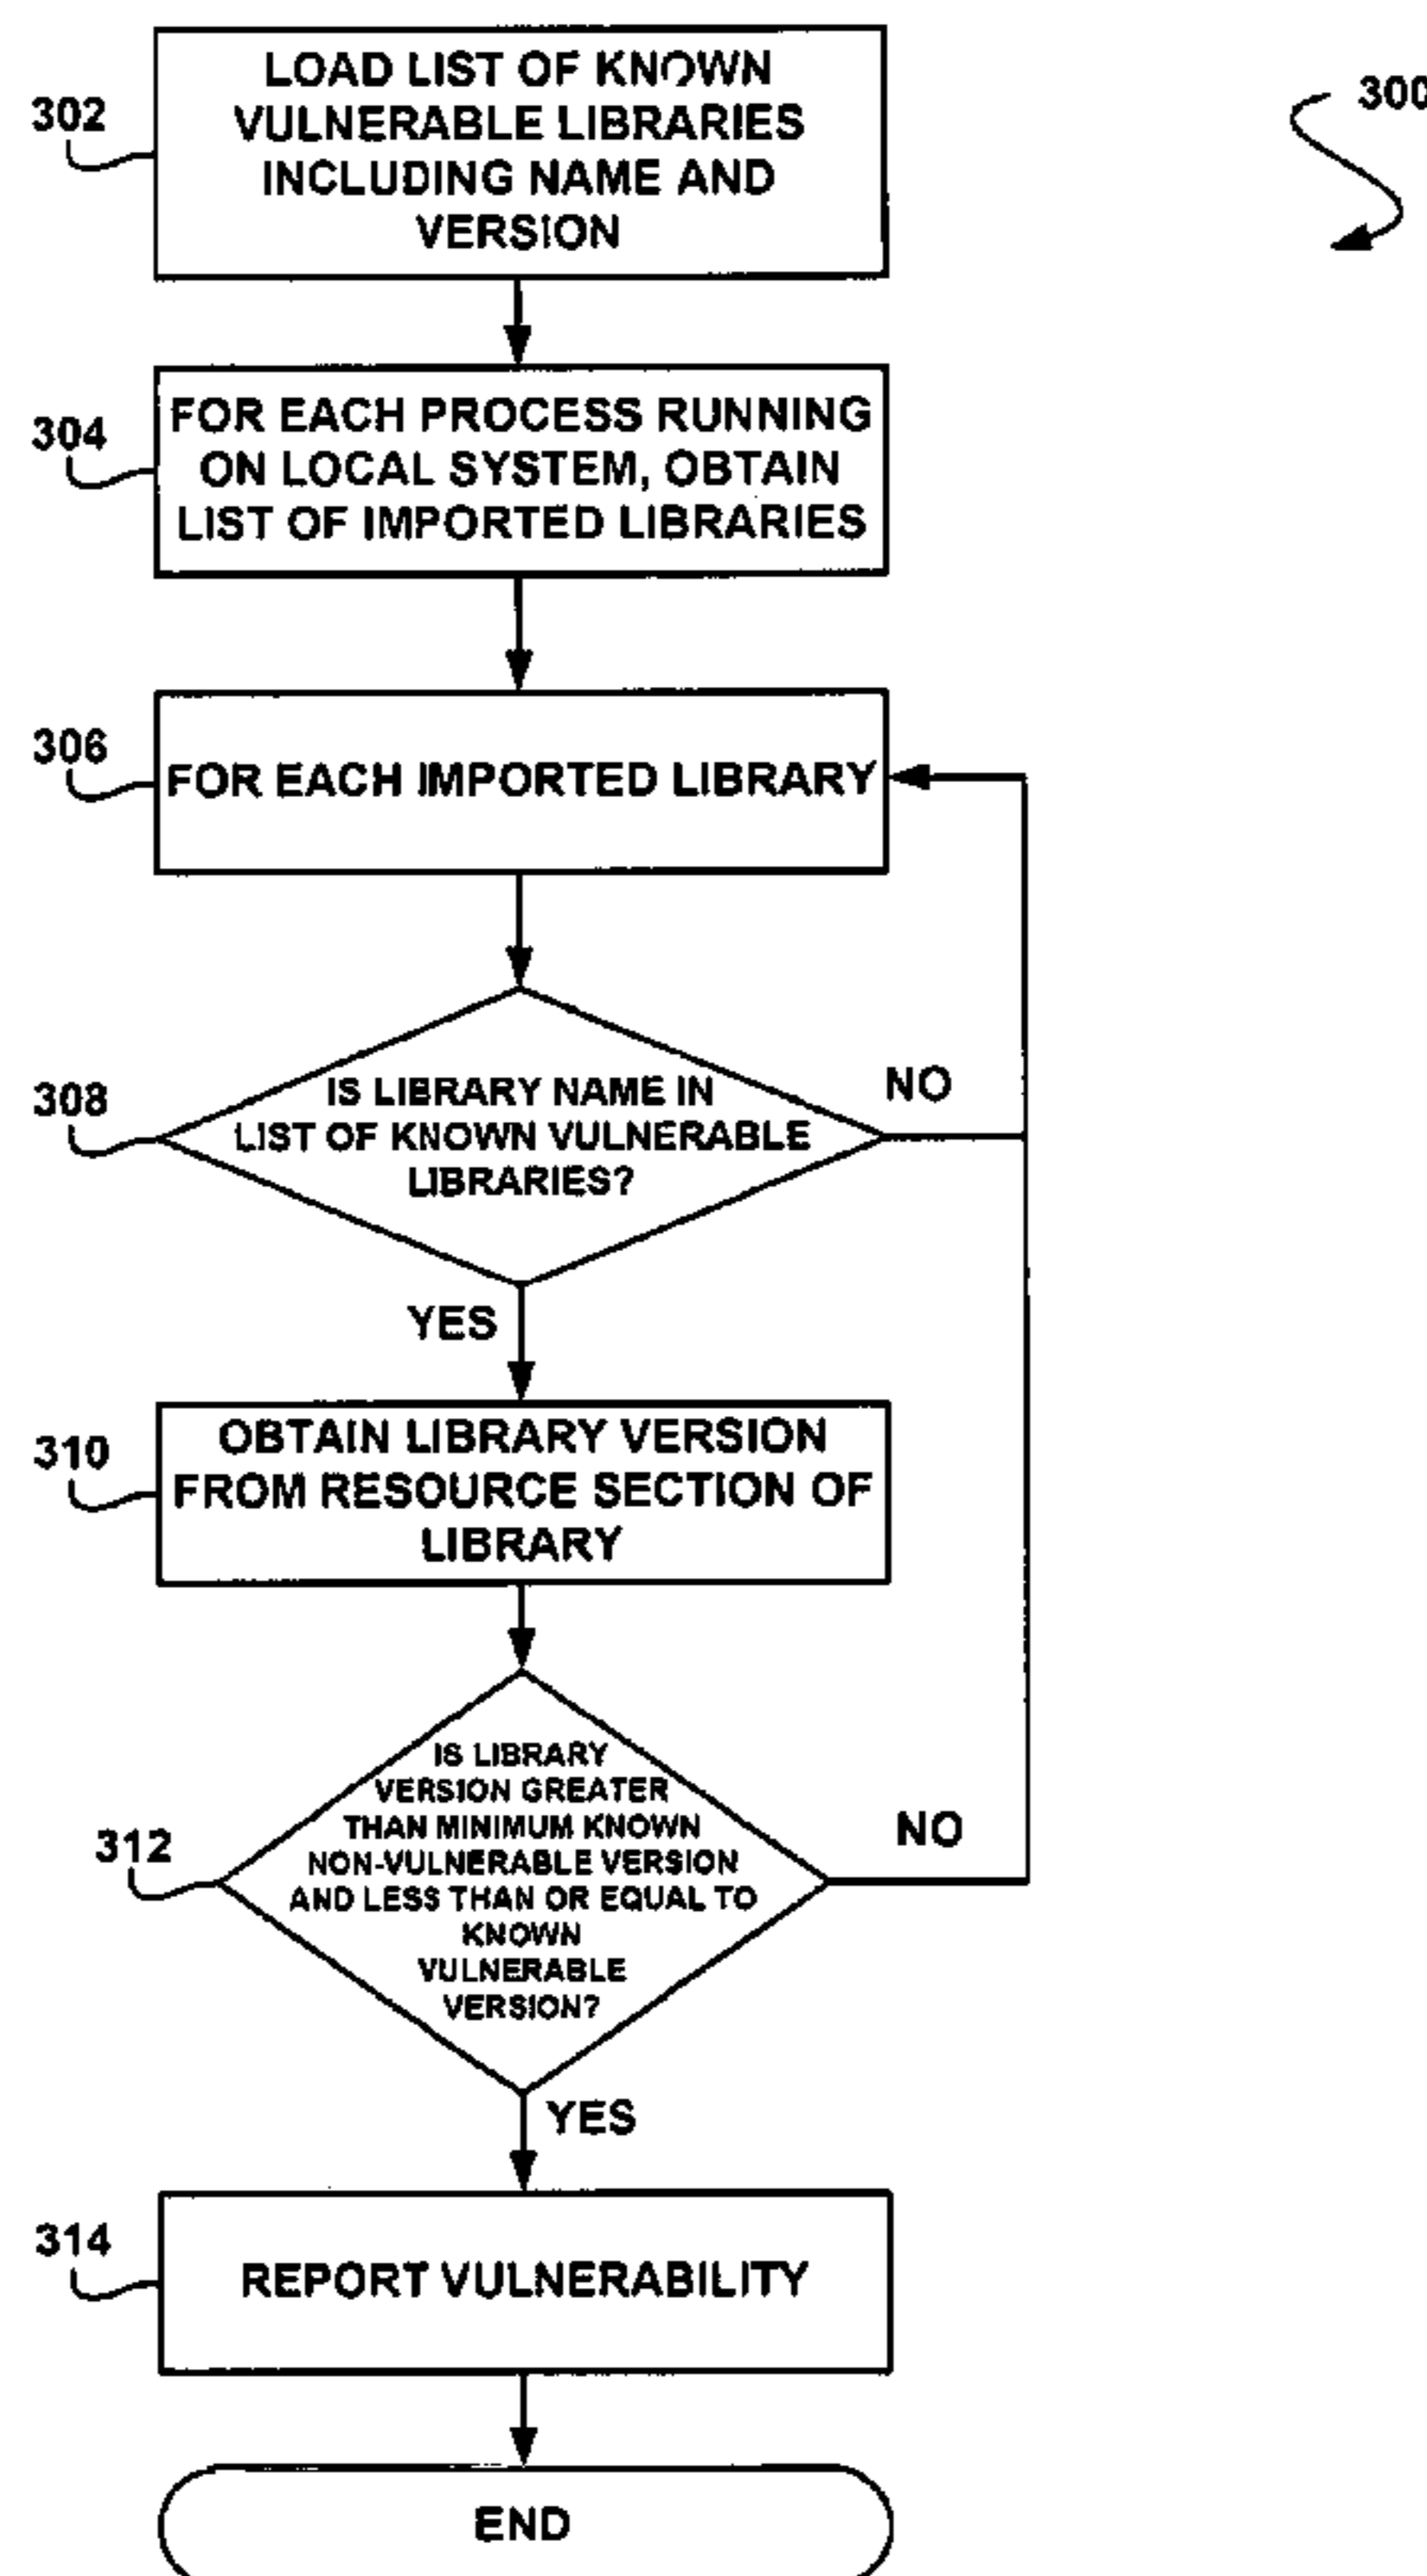 300
302
LOAD LIST OF KNOWN
VULNERABLE LIBRARIES
INCLUDING NAME AND
VERSION
304
FOR EACH PROCESS RUNNING
ON LOCAL SYSTEM, OBTAIN
LIST OF IMPORTED LIBRARIES
306
FOR EACH IMPORTED LIBRARY
308
IS LIBRARY NAME IN
LIST OF KNOWN VULNERABLE
LIBRARIES?
NO
YES
310
OBTAIN LIBRARY VERSION
FROM RESOURCE SECTION OF
LIBRARY
312
IS LIBRARY
VERSION GREATER
THAN MINIMUM KNOWN
NON-VULNERABLE VERSION
AND LESS THAN OR EQUAL TO
KNOWN
VULNERABLE
VERSION?
NO
YES
314
REPORT VULNERABILITY
END